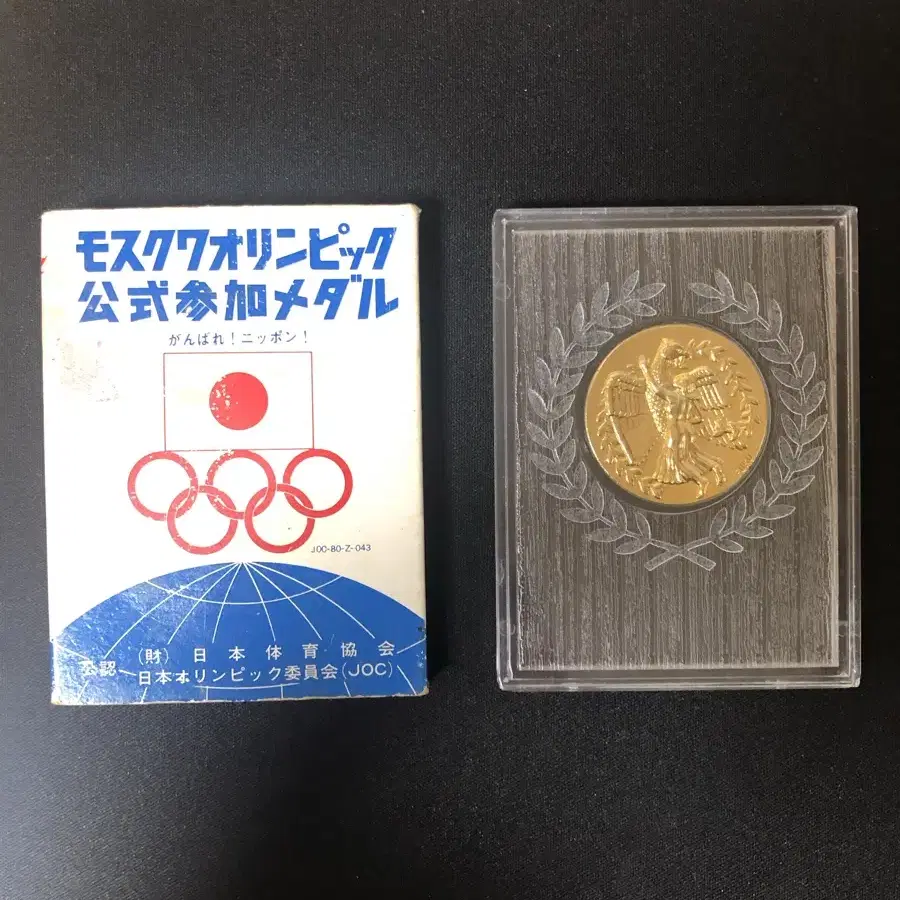 モスクワオリンピック
公式参加メダル
がんばれ!ニッポン!
JOC-80-Z-043
公認 (財)日本体育協会
日本オリンピック委員会(JOC)